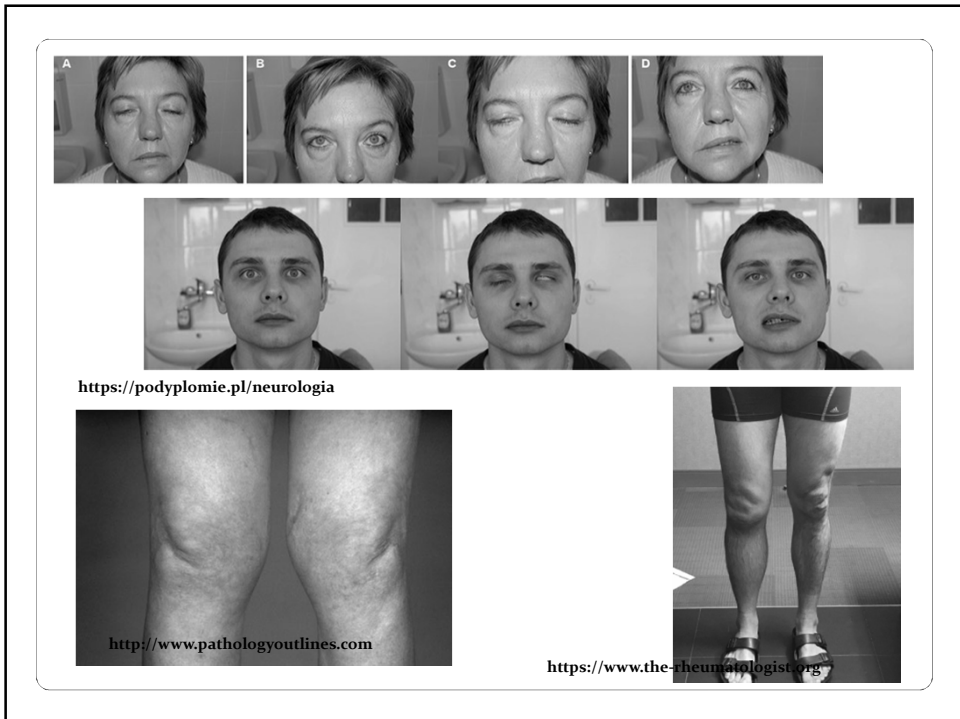 A B C D
https://podyplomie.pl/neurologia
http://www.pathologyoutlines.com
https://www.the-rheumatologist.org